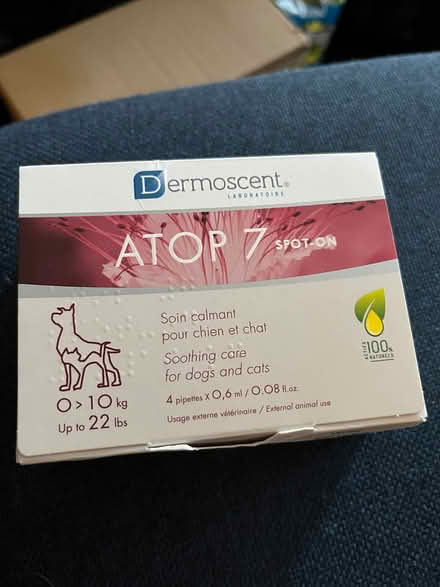 Dermoscent®
LABORATOIRE
ATOP 7 SPOT-ON
Soin calmant
pour chien et chat
Soothing care
for dogs and cats
0 > 10 kg
Up to 22 lbs
4 pipettes X 0,6 ml / 0.08 fl.oz.
Usage externe vétérinaire / External animal use
100%